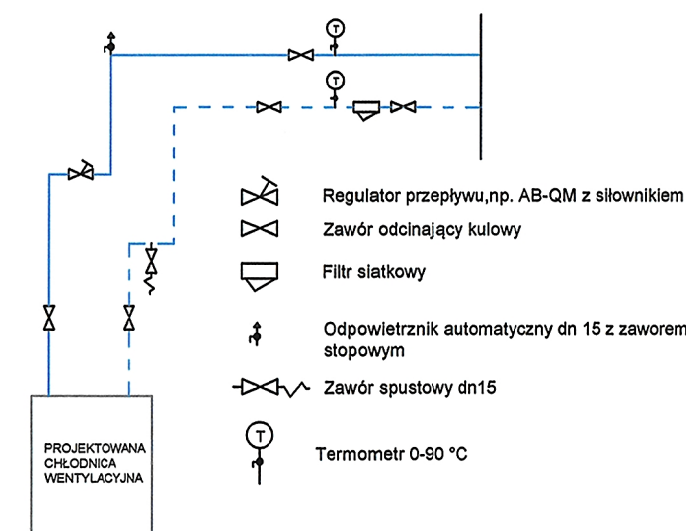 T
T
Regulator przepływu,np. AB-QM z siłownikiem
Zawór odcinający kulowy
Filtr siatkowy
Odpowietrznik automatyczny dn 15 z zaworem
stopowym
Zawór spustowy dn15
T
Termometr 0-90 °C
PROJEKTOWANA
CHŁODNICA
WENTYLACYJNA